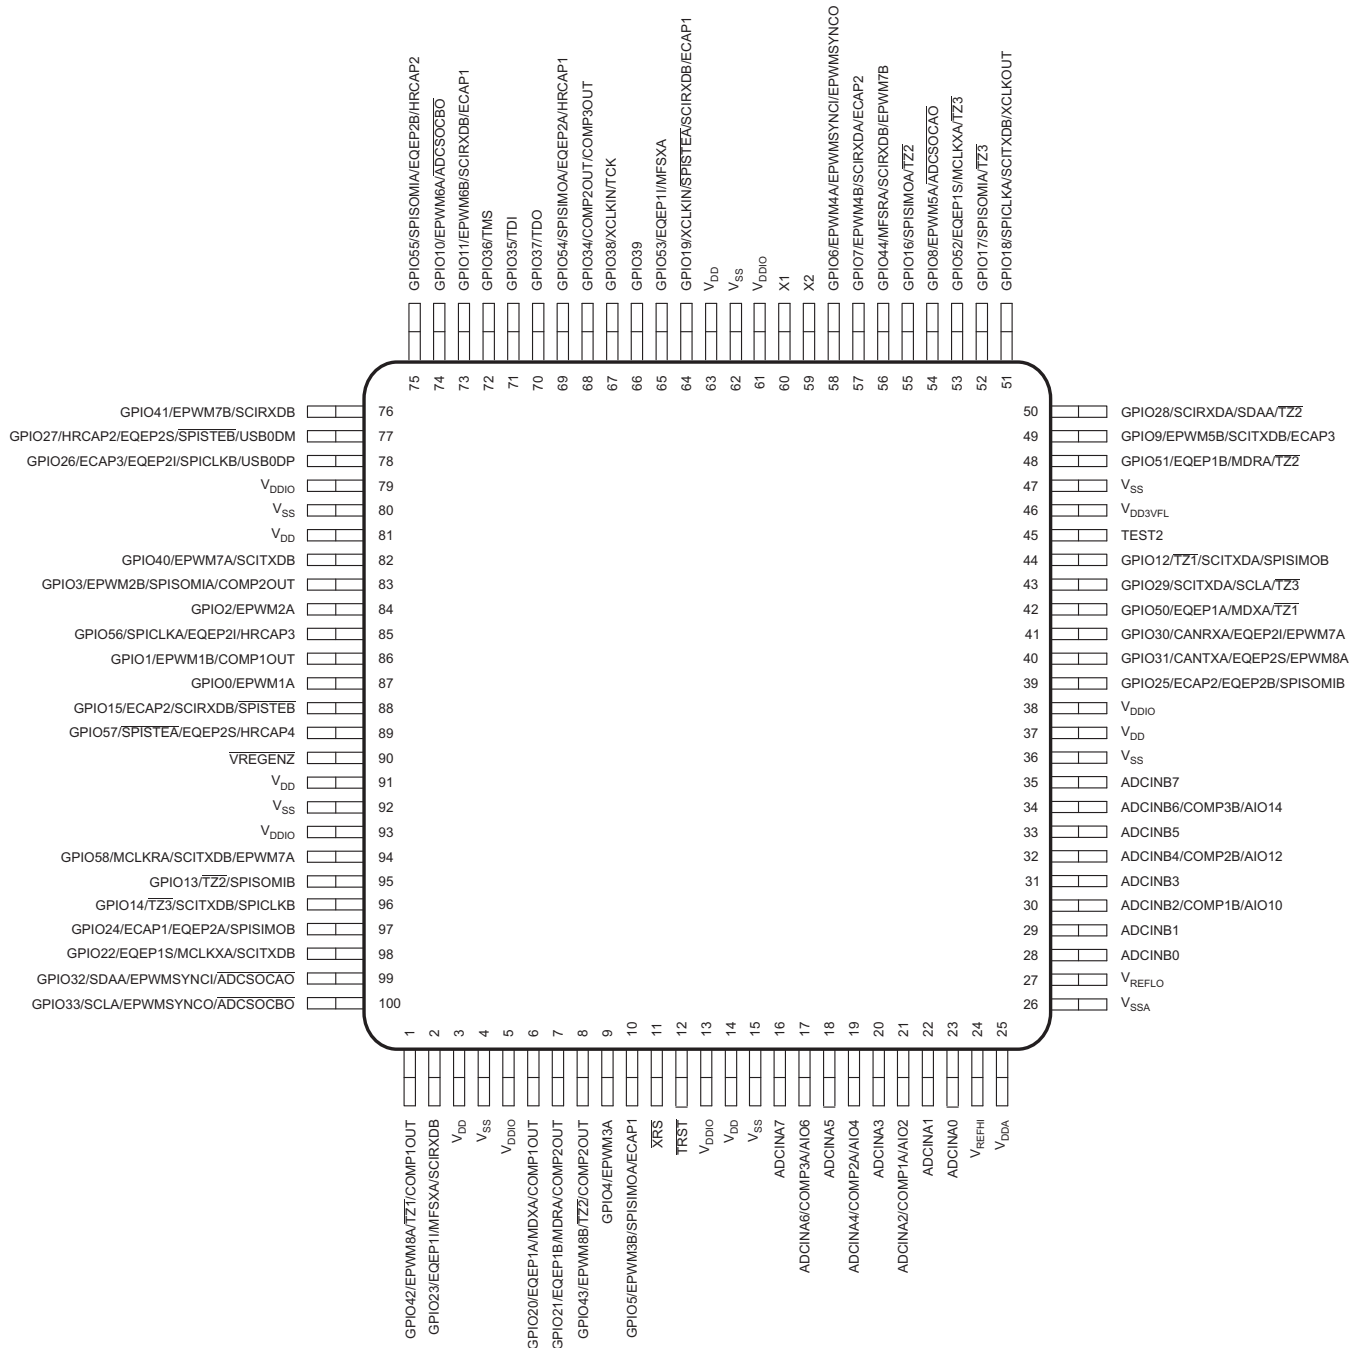 GPIO55/SPISOMIA/EQEP2B/HRCAP2
GPIO10/EPWM6A/ADCSOCBO
GPIO11/EPWM6B/SCIRXDB/ECAP1
GPIO36/TMS
GPIO35/TDI
GPIO37/TDO
GPIO54/SPISIMOA/EQEP2A/HRCAP1
GPIO34/COMP2OUT/COMP3OUT
GPIO38/XCLKIN/TCK
GPIO39
GPIO53/EQEP1I/MFSXA
GPIO19/XCLKIN/SPISTEA/SCIRXDB/ECAP1
VDD
VSS
VDDIO
X1
X2
GPIO6/EPWM4A/EPWMSYNCI/EPWMSYNCO
GPIO7/EPWM4B/SCIRXDA/ECAP2
GPIO44/MFSRA/SCIRXDB/EPWM7B
GPIO16/SPISIMOA/TZ2
GPIO8/EPWM5A/ADCSOCAO
GPIO52/EQEP1S/MCLKXA/TZ3
GPIO17/SPISOMIA/TZ3
GPIO18/SPICLKA/SCITXDB/XCLKOUT
75 74 73 72 71 70 69 68 67 66 65 64 63 62 61 60 59 58 57 56 55 54 53 52 51
GPIO41/EPWM7B/SCIRXDB 76
GPIO27/HRCAP2/EQEP2S/SPISTEB/USB0DM 77
GPIO26/ECAP3/EQEP2I/SPICLKB/USB0DP 78
VDDIO 79
VSS 80
VDD 81
GPIO40/EPWM7A/SCITXDB 82
GPIO3/EPWM2B/SPISOMIA/COMP2OUT 83
GPIO2/EPWM2A 84
GPIO56/SPICLKA/EQEP2I/HRCAP3 85
GPIO1/EPWM1B/COMP1OUT 86
GPIO0/EPWM1A 87
GPIO15/ECAP2/SCIRXDB/SPISTEB 88
GPIO57/SPISTEA/EQEP2S/HRCAP4 89
VREGENZ 90
VDD 91
VSS 92
VDDIO 93
GPIO58/MCLKRA/SCITXDB/EPWM7A 94
GPIO13/TZ2/SPISOMIB 95
GPIO14/TZ3/SCITXDB/SPICLKB 96
GPIO24/ECAP1/EQEP2A/SPISIMOB 97
GPIO22/EQEP1S/MCLKXA/SCITXDB 98
GPIO32/SDAA/EPWMSYNCI/ADCSOCAO 99
GPIO33/SCLA/EPWMSYNCO/ADCSOCBO 100
50 GPIO28/SCIRXDA/SDAA/TZ2
49 GPIO9/EPWM5B/SCITXDB/ECAP3
48 GPIO51/EQEP1B/MDRA/TZ2
47 VSS
46 VDD3VFL
45 TEST2
44 GPIO12/TZ1/SCITXDA/SPISIMOB
43 GPIO29/SCITXDA/SCLA/TZ3
42 GPIO50/EQEP1A/MDXA/TZ1
41 GPIO30/CANRXA/EQEP2I/EPWM7A
40 GPIO31/CANTXA/EQEP2S/EPWM8A
39 GPIO25/ECAP2/EQEP2B/SPISOMIB
38 VDDIO
37 VDD
36 VSS
35 ADCINB7
34 ADCINB6/COMP3B/AIO14
33 ADCINB5
32 ADCINB4/COMP2B/AIO12
31 ADCINB3
30 ADCINB2/COMP1B/AIO10
29 ADCINB1
28 ADCINB0
27 VREFLO
26 VSSA
1 2 3 4 5 6 7 8 9 10 11 12 13 14 15 16 17 18 19 20 21 22 23 24 25
GPIO42/EPWM8A/TZ1/COMP1OUT
GPIO23/EQEP1I/MFSXA/SCIRXDB
VDD
VSS
VDDIO
GPIO20/EQEP1A/MDXA/COMP1OUT
GPIO21/EQEP1B/MDRA/COMP2OUT
GPIO43/EPWM8B/TZ2/COMP2OUT
GPIO4/EPWM3A
GPIO5/EPWM3B/SPISIMOA/ECAP1
XRS
TRST
VDDIO
VDD
VSS
ADCINA7
ADCINA6/COMP3A/AIO6
ADCINA5
ADCINA4/COMP2A/AIO4
ADCINA3
ADCINA2/COMP1A/AIO2
ADCINA1
ADCINA0
VREFHI
VDDA